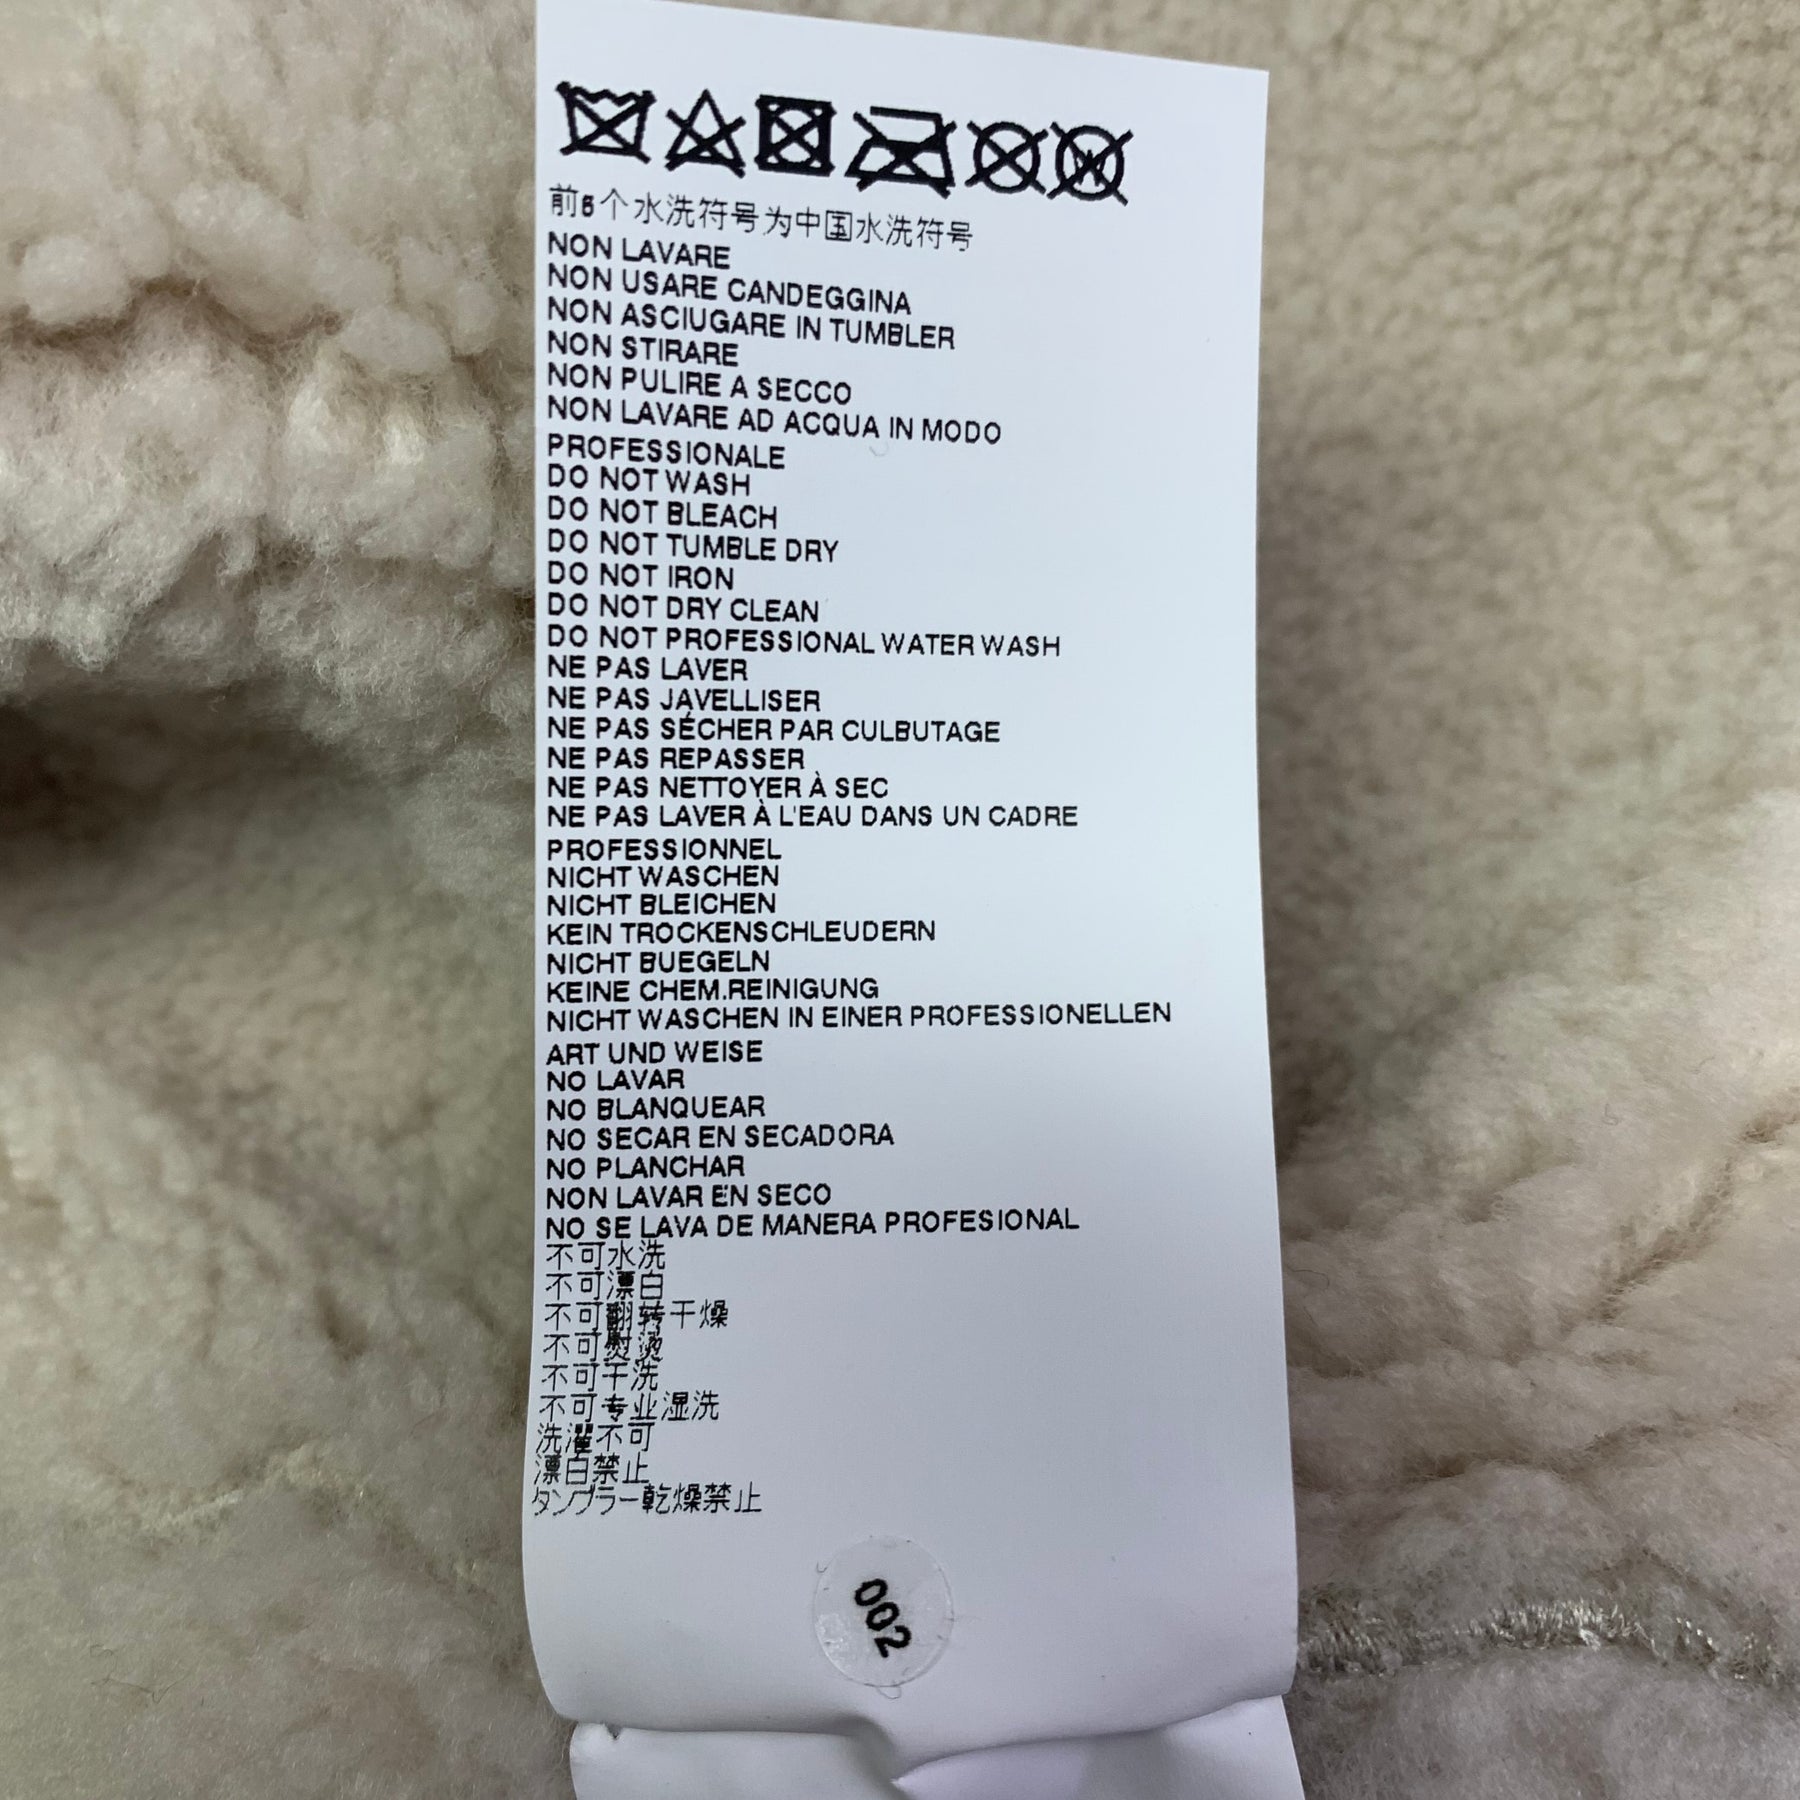 前6个水洗符号为中国水洗符号
NON LAVARE
NON USARE CANDEGGINA
NON ASCIUGARE IN TUMBLER
NON STIRARE
NON PULIRE A SECCO
NON LAVARE AD ACQUA IN MODO
PROFESSIONALE
DO NOT WASH
DO NOT BLEACH
DO NOT TUMBLE DRY
DO NOT IRON
DO NOT DRY CLEAN
DO NOT PROFESSIONAL WATER WASH
NE PAS LAVER
NE PAS JAVELLISER
NE PAS SÉCHER PAR CULBUTAGE
NE PAS REPASSER
NE PAS NETTOYER À SEC
NE PAS LAVER À L'EAU DANS UN CADRE
PROFESSIONNEL
NICHT WASCHEN
NICHT BLEICHEN
KEIN TROCKENSCHLEUDERN
NICHT BUEGELN
KEINE CHEM.REINIGUNG
NICHT WASCHEN IN EINER PROFESSIONELLEN
ART UND WEISE
NO LAVAR
NO BLANQUEAR
NO SECAR EN SECADORA
NO PLANCHAR
NON LAVAR EN SECO
NO SE LAVA DE MANERA PROFESIONAL
不可水洗
不可漂白
不可翻转干燥
不可熨烫
不可干洗
不可专业湿洗
洗濯不可
漂白禁止
タンブラー乾燥禁止
002